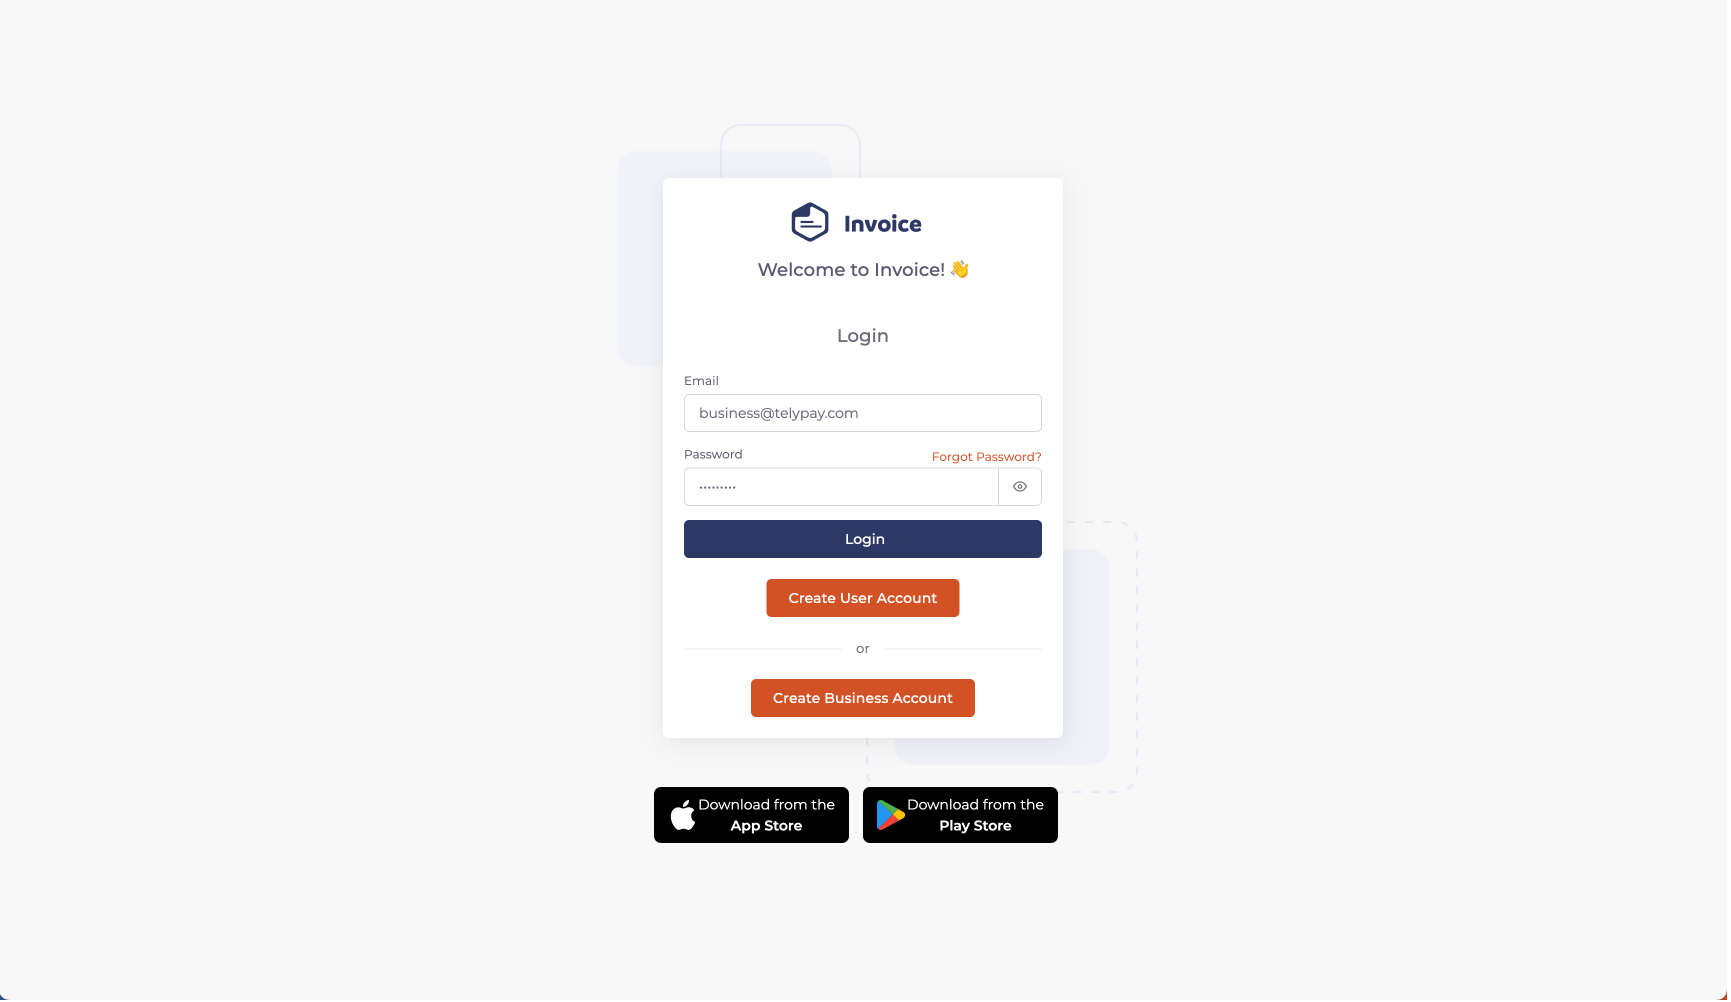 Invoice
Welcome to Invoice! 👋
Login
Email
business@telypay.com
Password
Forgot Password?
•••••••••
Login
Create User Account
or
Create Business Account
Download from the
App Store
Download from the
Play Store